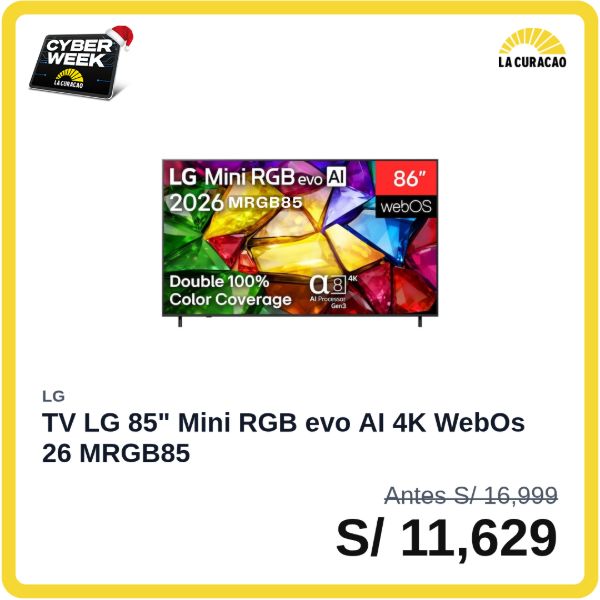 CYBER
WEEK
LA CURACAO
LA CURACAO
LG Mini RGB evo AI
86”
2026 MRGB85
webOS
Double 100%
Color Coverage
α8 4K
AI Processor
Gen3
LG
TV LG 85" Mini RGB evo AI 4K WebOs
26 MRGB85
Antes S/ 16,999
S/ 11,629